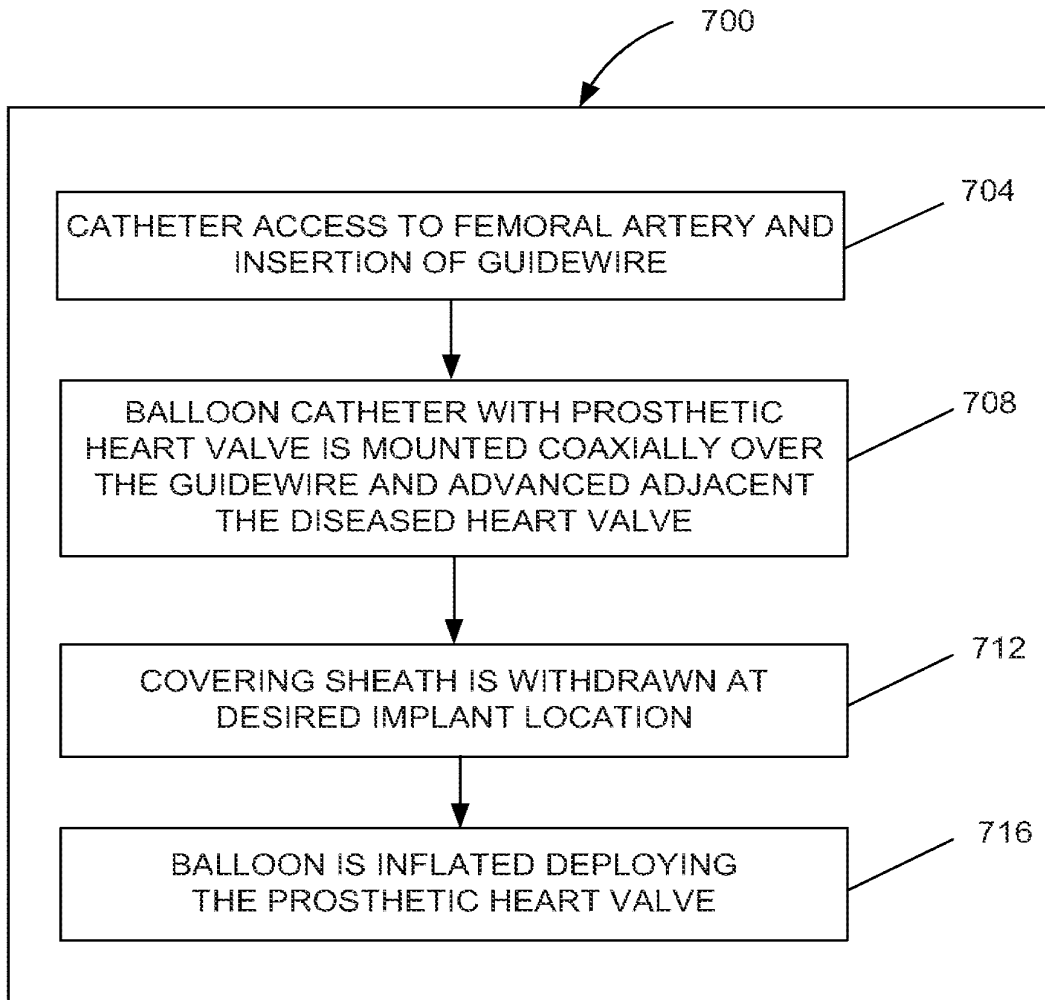 700
704
CATHETER ACCESS TO FEMORAL ARTERY AND
INSERTION OF GUIDEWIRE
708
BALLOON CATHETER WITH PROSTHETIC
HEART VALVE IS MOUNTED COAXIALLY OVER
THE GUIDEWIRE AND ADVANCED ADJACENT
THE DISEASED HEART VALVE
712
COVERING SHEATH IS WITHDRAWN AT
DESIRED IMPLANT LOCATION
716
BALLOON IS INFLATED DEPLOYING
THE PROSTHETIC HEART VALVE